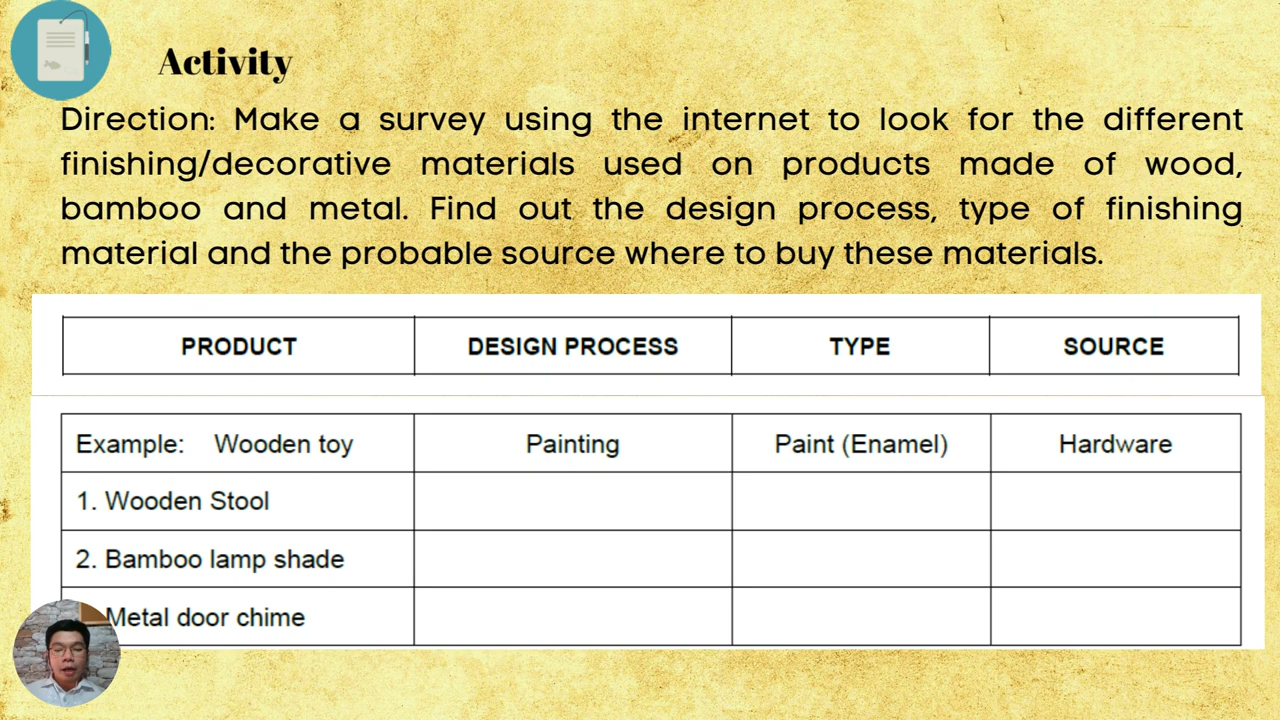 Activity
Direction: Make a survey using the internet to look for the different
finishing/decorative materials used on products made of wood,
bamboo and metal. Find out the design process, type of finishing
material and the probable source where to buy these materials.
PRODUCT DESIGN PROCESS TYPE SOURCE
Example: Wooden toy Painting Paint (Enamel) Hardware
1. Wooden Stool
2. Bamboo lamp shade
Metal door chime